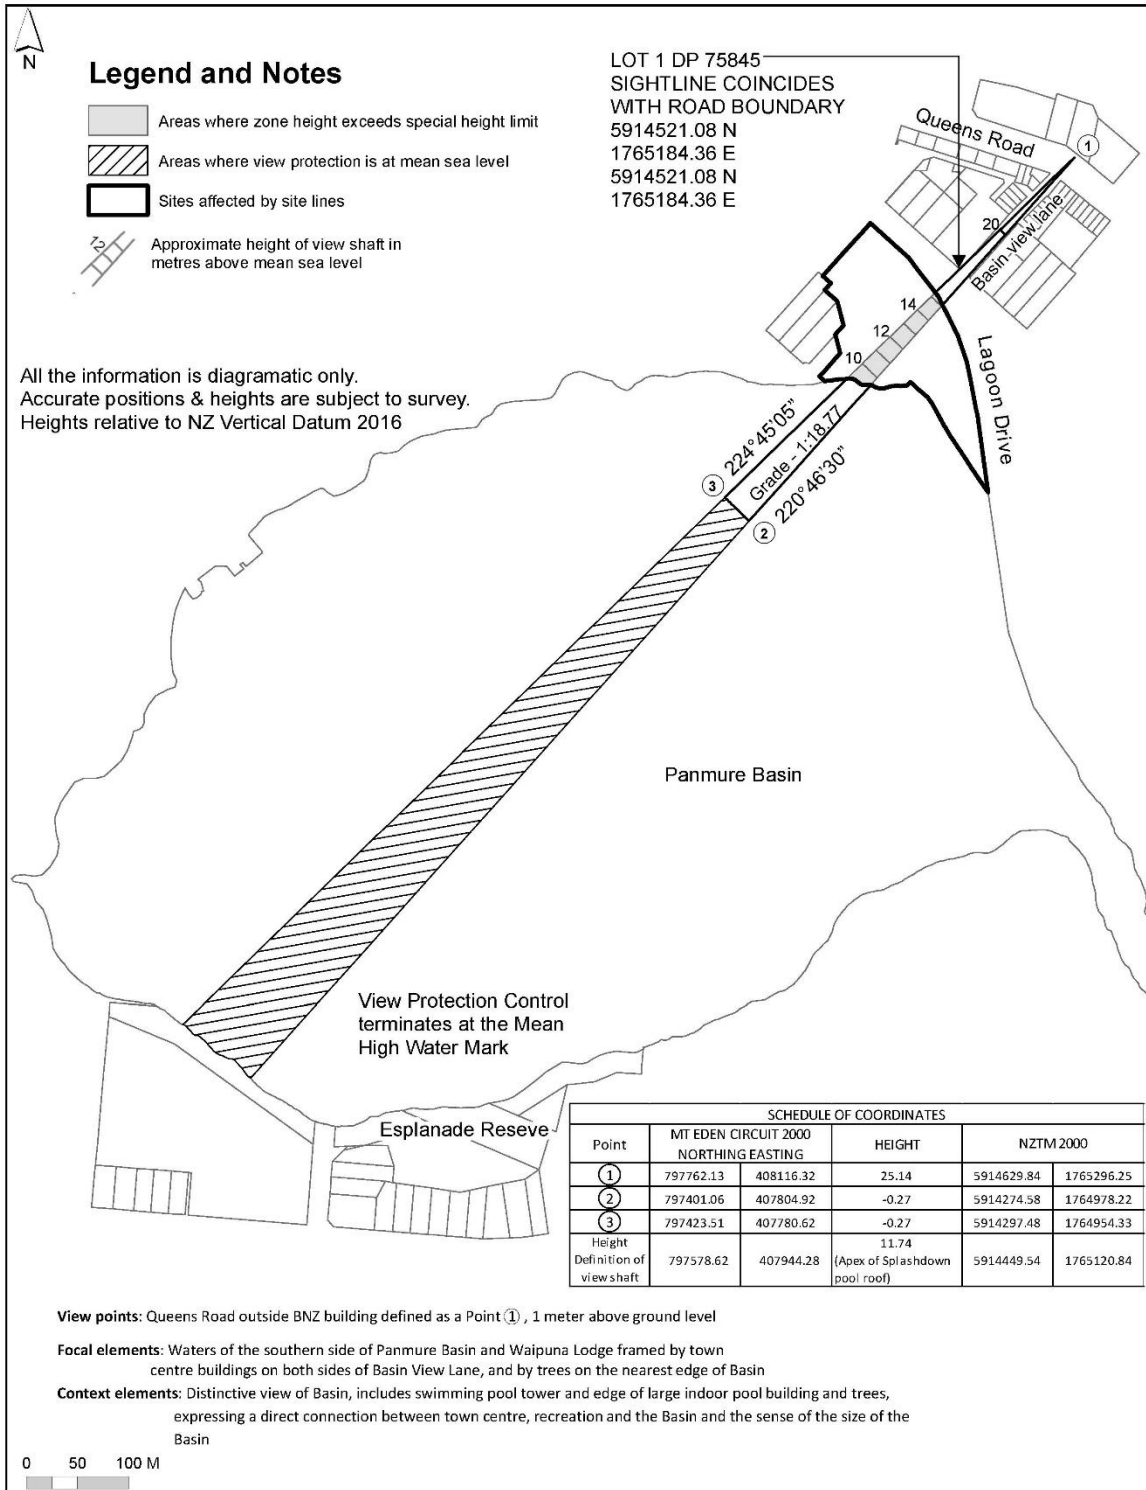 N
Legend and Notes
Areas where zone height exceeds special height limit
Areas where view protection is at mean sea level
Sites affected by site lines
12
Approximate height of view shaft in
metres above mean sea level
All the information is diagramatic only.
Accurate positions & heights are subject to survey.
Heights relative to NZ Vertical Datum 2016
LOT 1 DP 75845
SIGHTLINE COINCIDES
WITH ROAD BOUNDARY
5914521.08 N
1765184.36 E
5914521.08 N
1765184.36 E
Queens Road
1
20
Basin-view lane
14
12
10
Lagoon Drive
224°45'05"
Grade - 1:18.77
220°46'30"
3
2
Panmure Basin
View Protection Control
terminates at the Mean
High Water Mark
Esplanade Reseve
SCHEDULE OF COORDINATES
Point MT EDEN CIRCUIT 2000 HEIGHT NZTM 2000
NORTHING EASTING
1 797762.13 408116.32 25.14 5914629.84 1765296.25
2 797401.06 407804.92 -0.27 5914274.58 1764978.22
3 797423.51 407780.62 -0.27 5914297.48 1764954.33
Height 11.74
Definition of 797578.62 407944.28 (Apex of Splashdown 5914449.54 1765120.84
view shaft pool roof)
View points: Queens Road outside BNZ building defined as a Point 1 , 1 meter above ground level
Focal elements: Waters of the southern side of Panmure Basin and Waipuna Lodge framed by town
centre buildings on both sides of Basin View Lane, and by trees on the nearest edge of Basin
Context elements: Distinctive view of Basin, includes swimming pool tower and edge of large indoor pool building and trees,
expressing a direct connection between town centre, recreation and the Basin and the sense of the size of the
Basin
0 50 100 M